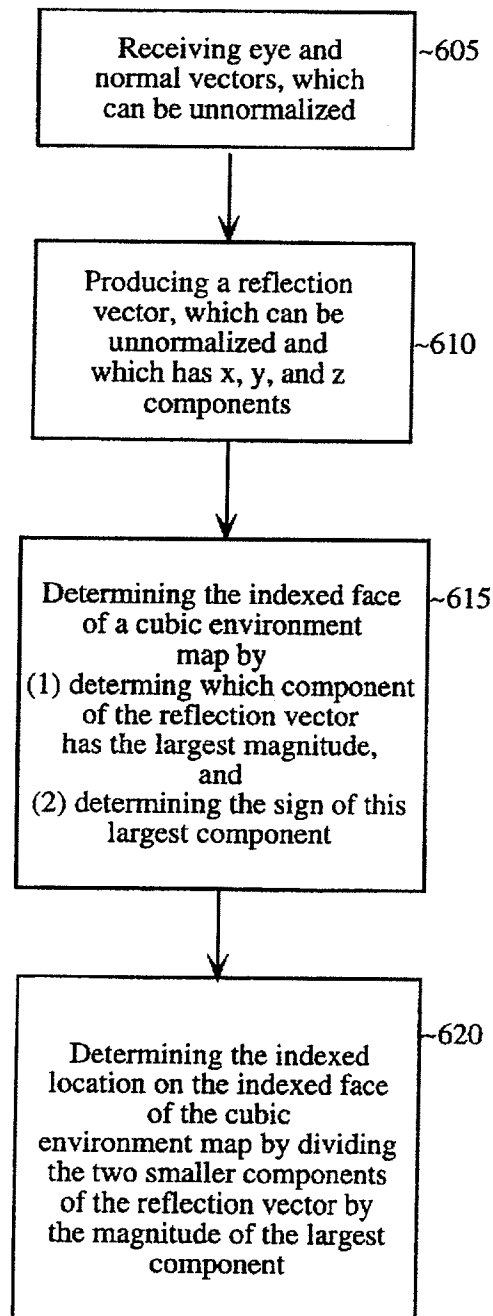 Receiving eye and
normal vectors, which
can be unnormalized
~605
Producing a reflection
vector, which can be
unnormalized and
which has x, y, and z
components
~610
Determining the indexed face
of a cubic environment
map by
(1) determing which component
of the reflection vector
has the largest magnitude,
and
(2) determining the sign of this
largest component
~615
Determining the indexed
location on the indexed face
of the cubic
environment map by dividing
the two smaller components
of the reflection vector by
the magnitude of the largest
component
~620